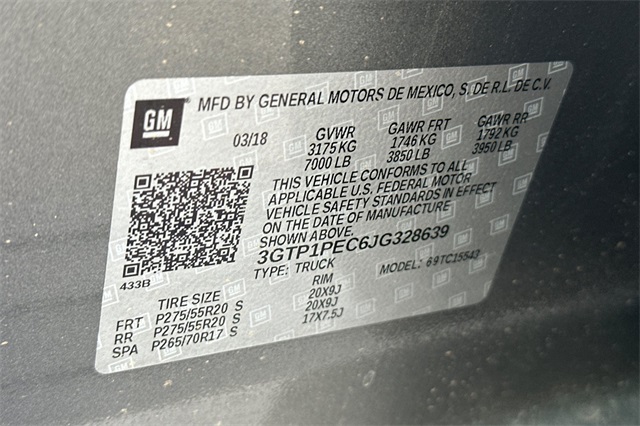 GM
MFD BY GENERAL MOTORS DE MEXICO, S. DE R.L. DE C.V.
03/18 GVWR GAWR FRT GAWR RR
3175 KG 1746 KG 1792 KG
7000 LB 3850 LB 3950 LB
THIS VEHICLE CONFORMS TO ALL
APPLICABLE U.S. FEDERAL MOTOR
VEHICLE SAFETY STANDARDS IN EFFECT
ON THE DATE OF MANUFACTURE
SHOWN ABOVE.
3GTP1PEC6JG328639
433B TYPE: TRUCK MODEL: 69TC15543
TIRE SIZE RIM
FRT P275/55R20 S 20X9J
RR P275/55R20 S 20X9J
SPA P265/70R17 S 17X7.5J